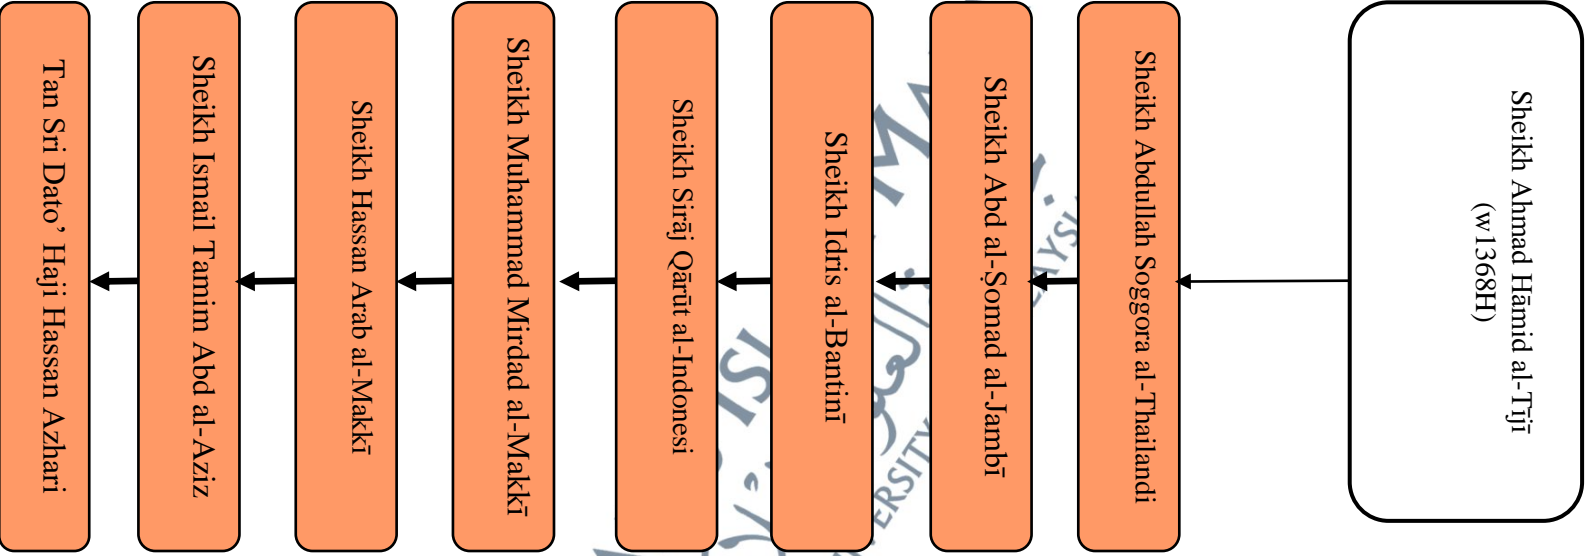 Sheikh Ahmad Hāmid al-Tījī
(w1368H)
Sheikh Abdullah Soggora al-Thailandi
Sheikh Abd al-Ṣomad al-Jambī
Sheikh Idris al-Bantinī
Sheikh Sirāj Qārūt al-Indonesi
Sheikh Muhammad Mirdad al-Makkī
Sheikh Hassan Arab al-Makkī
Sheikh Ismail Tamim Abd al-Aziz
Tan Sri Dato’ Haji Hassan Azhari